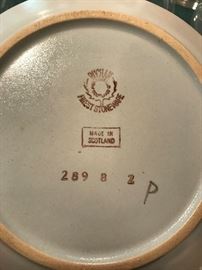 FINEST STONEWARE
MADE IN
SCOTLAND
289 8 2 P